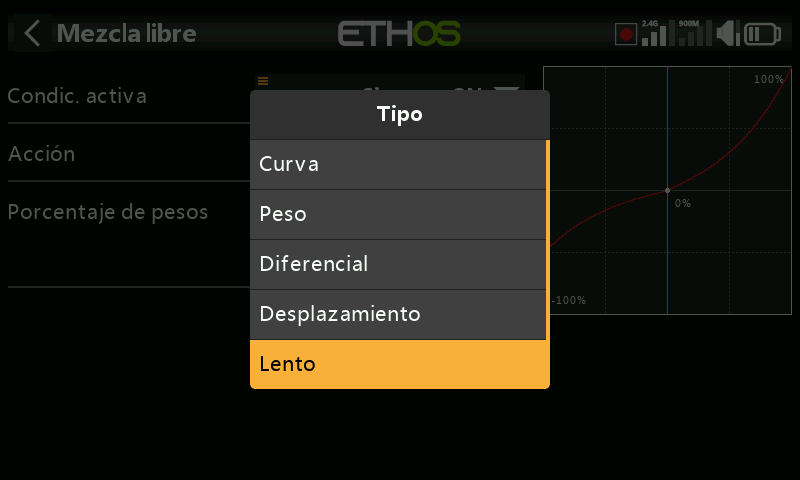 Mezcla libre
ETHOS
2.4G
900M
Condic. activa
Acción
Porcentaje de pesos
Tipo
Curva
Peso
Diferencial
Desplazamiento
Lento
100%
0%
-100%